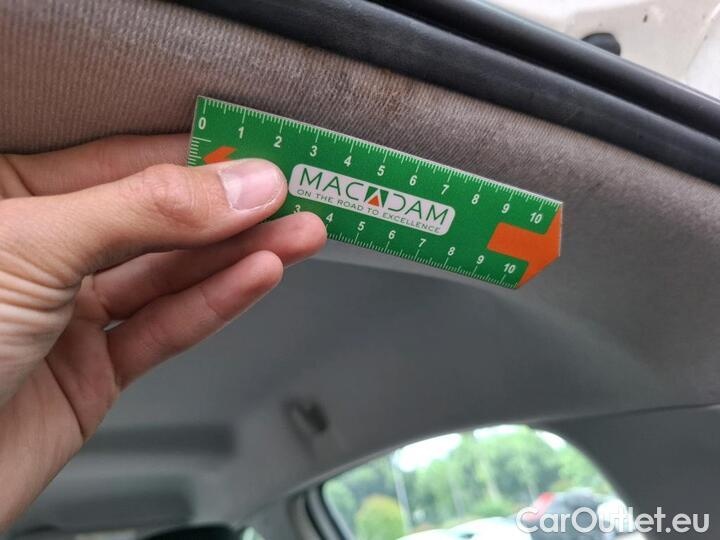 0 1 2 3 4 5 6 7 8 9 10
MACADAM
ON THE ROAD TO EXCELLENCE
3 4 5 6 7 8 9 10
CarOutlet.eu